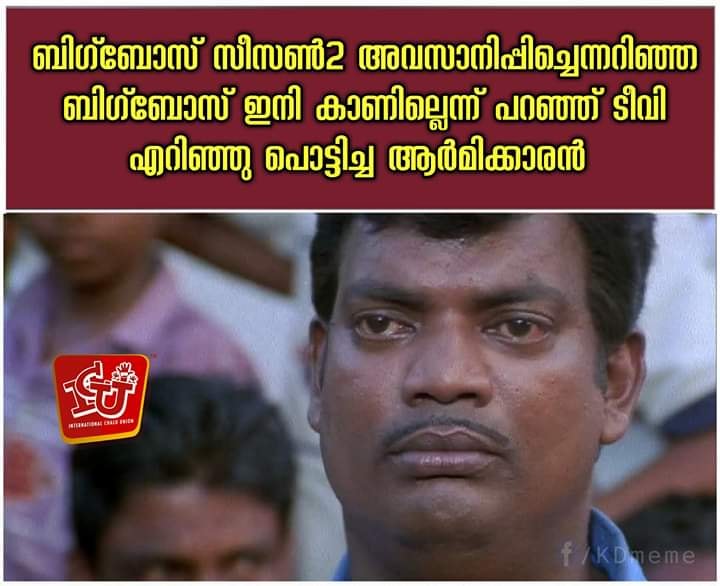 ബിഗ്ബോസ് സീസൺ2 അവസാനിപ്പിച്ചെന്നറിഞ്ഞ
ബിഗ്ബോസ് ഇനി കാണില്ലെന്ന് പറഞ്ഞ് ടീവി
എറിഞ്ഞു പൊട്ടിച്ച ആർമിക്കാരൻ
ICU
INTERNATIONAL CHALU UNION
f/KDmeme